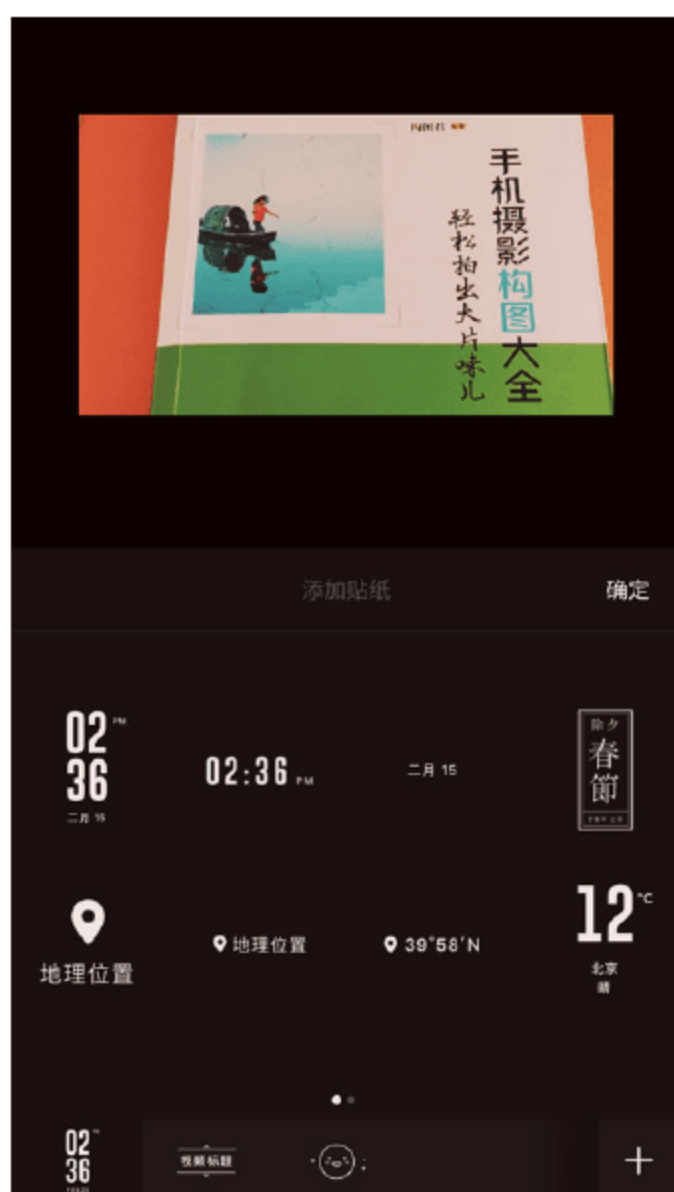 手机摄影构图大全
轻松拍出大片味儿
添加贴纸
确定
02
PM
36
二月 15
02:36 PM
二月 15
除夕
春節
地理位置
地理位置
39°58′N
12
°C
北京
晴
02
36
视频标题
+